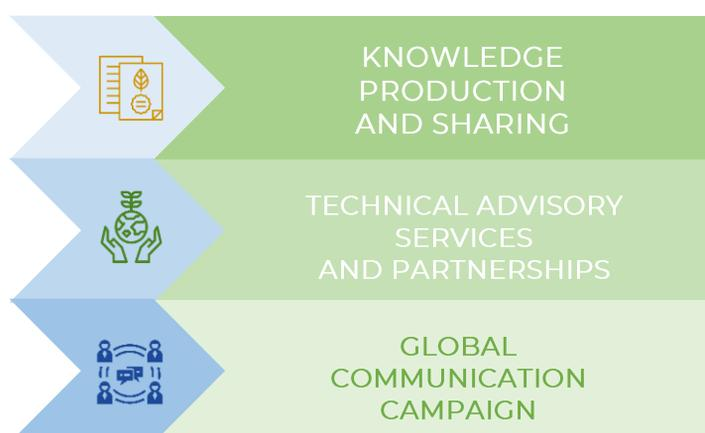 KNOWLEDGE
PRODUCTION
AND SHARING
TECHNICAL ADVISORY
SERVICES
AND PARTNERSHIPS
GLOBAL
COMMUNICATION
CAMPAIGN